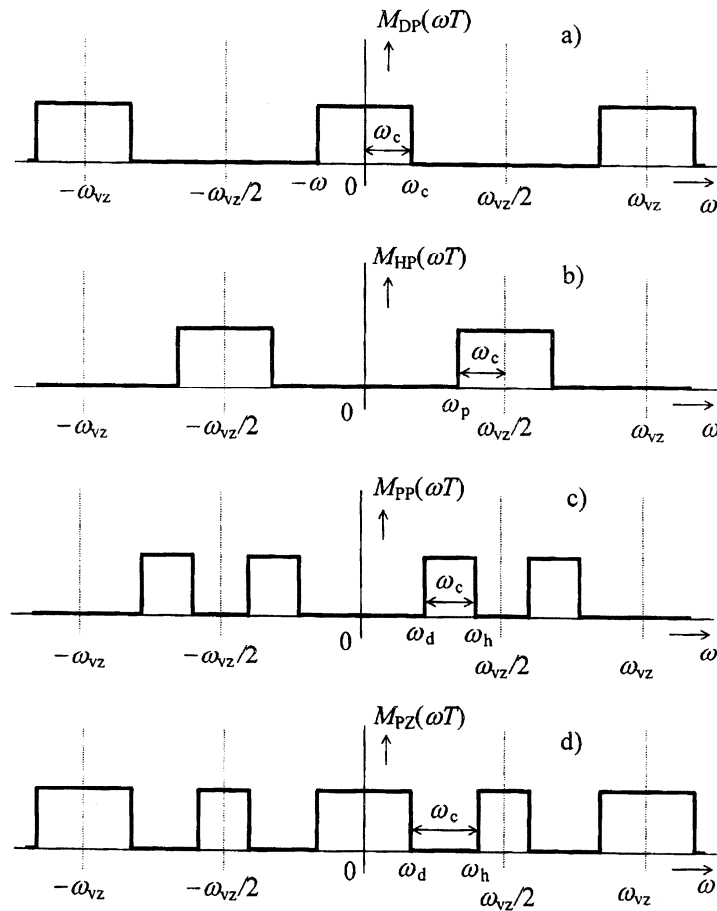 M_DP(ωT)
a)
ω_c
−ω_vz
−ω_vz/2
−ω
0
ω_c
ω_vz/2
ω_vz
ω
M_HP(ωT)
b)
ω_c
−ω_vz
−ω_vz/2
0
ω_p
ω_vz/2
ω_vz
ω
M_PP(ωT)
c)
ω_c
−ω_vz
−ω_vz/2
0
ω_d
ω_h
ω_vz/2
ω_vz
ω
M_PZ(ωT)
d)
ω_c
−ω_vz
−ω_vz/2
0
ω_d
ω_h
ω_vz/2
ω_vz
ω